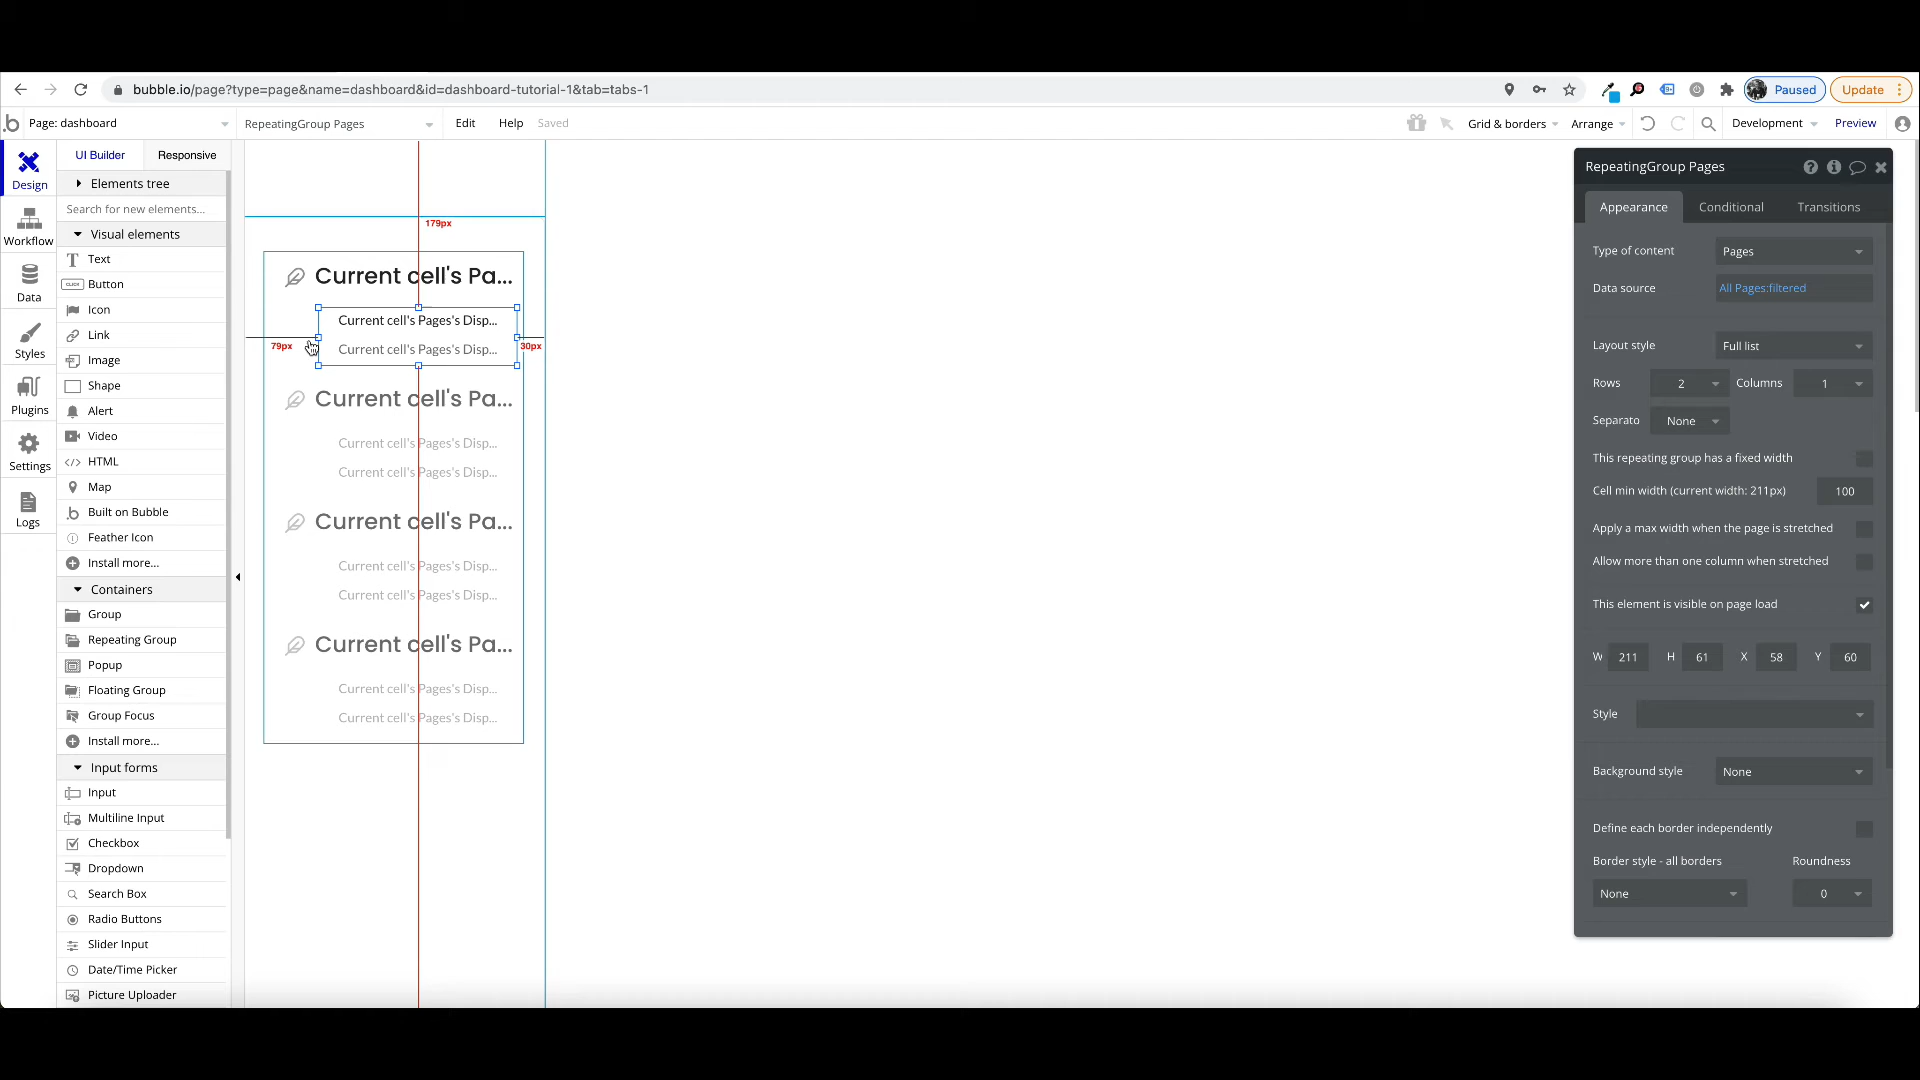 bubble.io/page?type=page&name=dashboard&id=dashboard-tutorial-1&tab=tabs-1
Paused
Update
Page: dashboard
RepeatingGroup Pages
Edit
Help
Saved
Grid & borders
Arrange
Development
Preview
Design
Workflow
Data
Styles
Plugins
Settings
Logs
UI Builder
Responsive
Elements tree
Search for new elements...
Visual elements
Text
Button
Icon
Link
Image
Shape
Alert
Video
HTML
Map
Built on Bubble
Feather Icon
Install more...
Containers
Group
Repeating Group
Popup
Floating Group
Group Focus
Install more...
Input forms
Input
Multiline Input
Checkbox
Dropdown
Search Box
Radio Buttons
Slider Input
Date/Time Picker
Picture Uploader
179px
Current cell's Pa...
Current cell's Pages's Disp...
79px
30px
Current cell's Pages's Disp...
Current cell's Pa...
Current cell's Pages's Disp...
Current cell's Pages's Disp...
Current cell's Pa...
Current cell's Pages's Disp...
Current cell's Pages's Disp...
Current cell's Pa...
Current cell's Pages's Disp...
Current cell's Pages's Disp...
RepeatingGroup Pages
Appearance
Conditional
Transitions
Type of content Pages
Data source All Pages:filtered
Layout style Full list
Rows 2 Columns 1
Separato None
This repeating group has a fixed width
Cell min width (current width: 211px) 100
Apply a max width when the page is stretched
Allow more than one column when stretched
This element is visible on page load
W 211 H 61 X 58 Y 60
Style
Background style None
Define each border independently
Border style - all borders Roundness
None 0